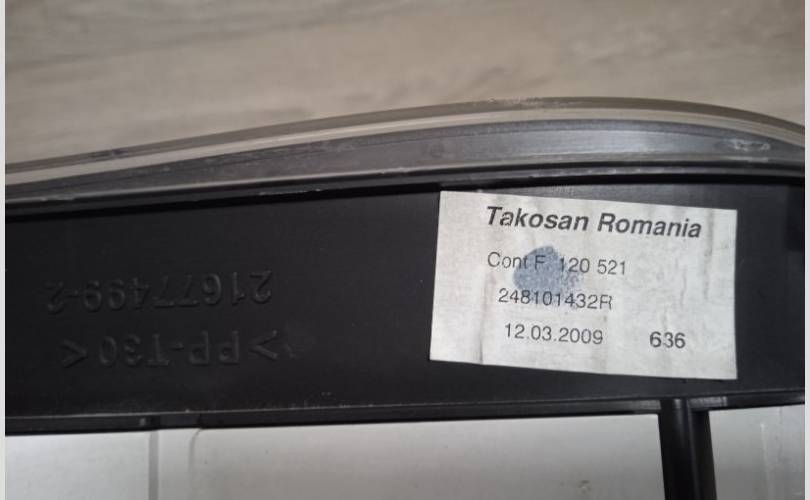 Takosan Romania
Cont F 120 521
248101432R
12.03.2009 636
>PP-T30<
21677499-2